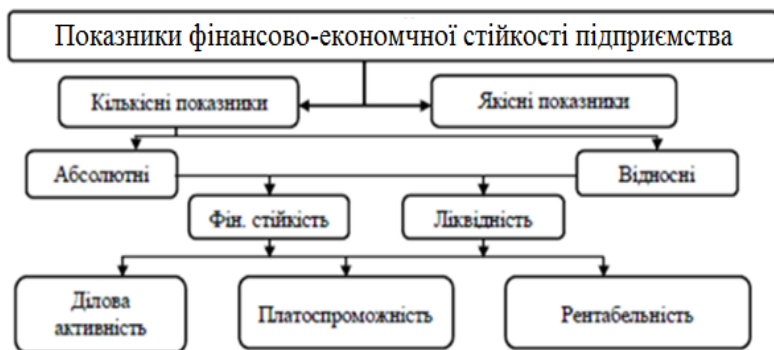 Показники фінансово-економчної стійкості підприємства
Кількісні показники
Якісні показники
Абсолютні
Відносні
Фін. стійкість
Ліквідність
Ділова
активність
Платоспроможність
Рентабельність